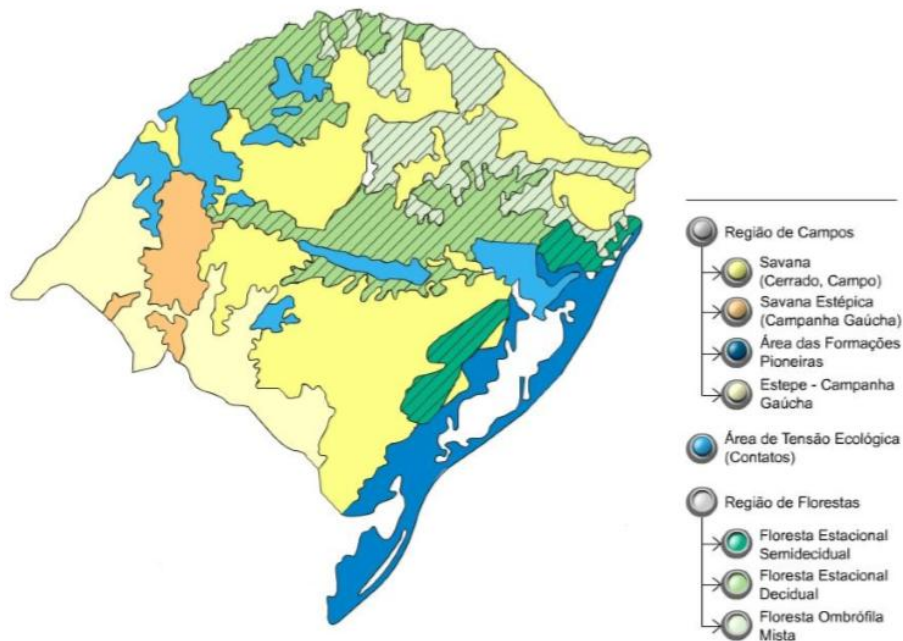 Região de Campos
Savana
(Cerrado, Campo)
Savana Estépica
(Campanha Gaúcha)
Área das Formações
Pioneiras
Estepe - Campanha
Gaúcha
Área de Tensão Ecológica
(Contatos)
Região de Florestas
Floresta Estacional
Semidecidual
Floresta Estacional
Decidual
Floresta Ombrófila
Mista